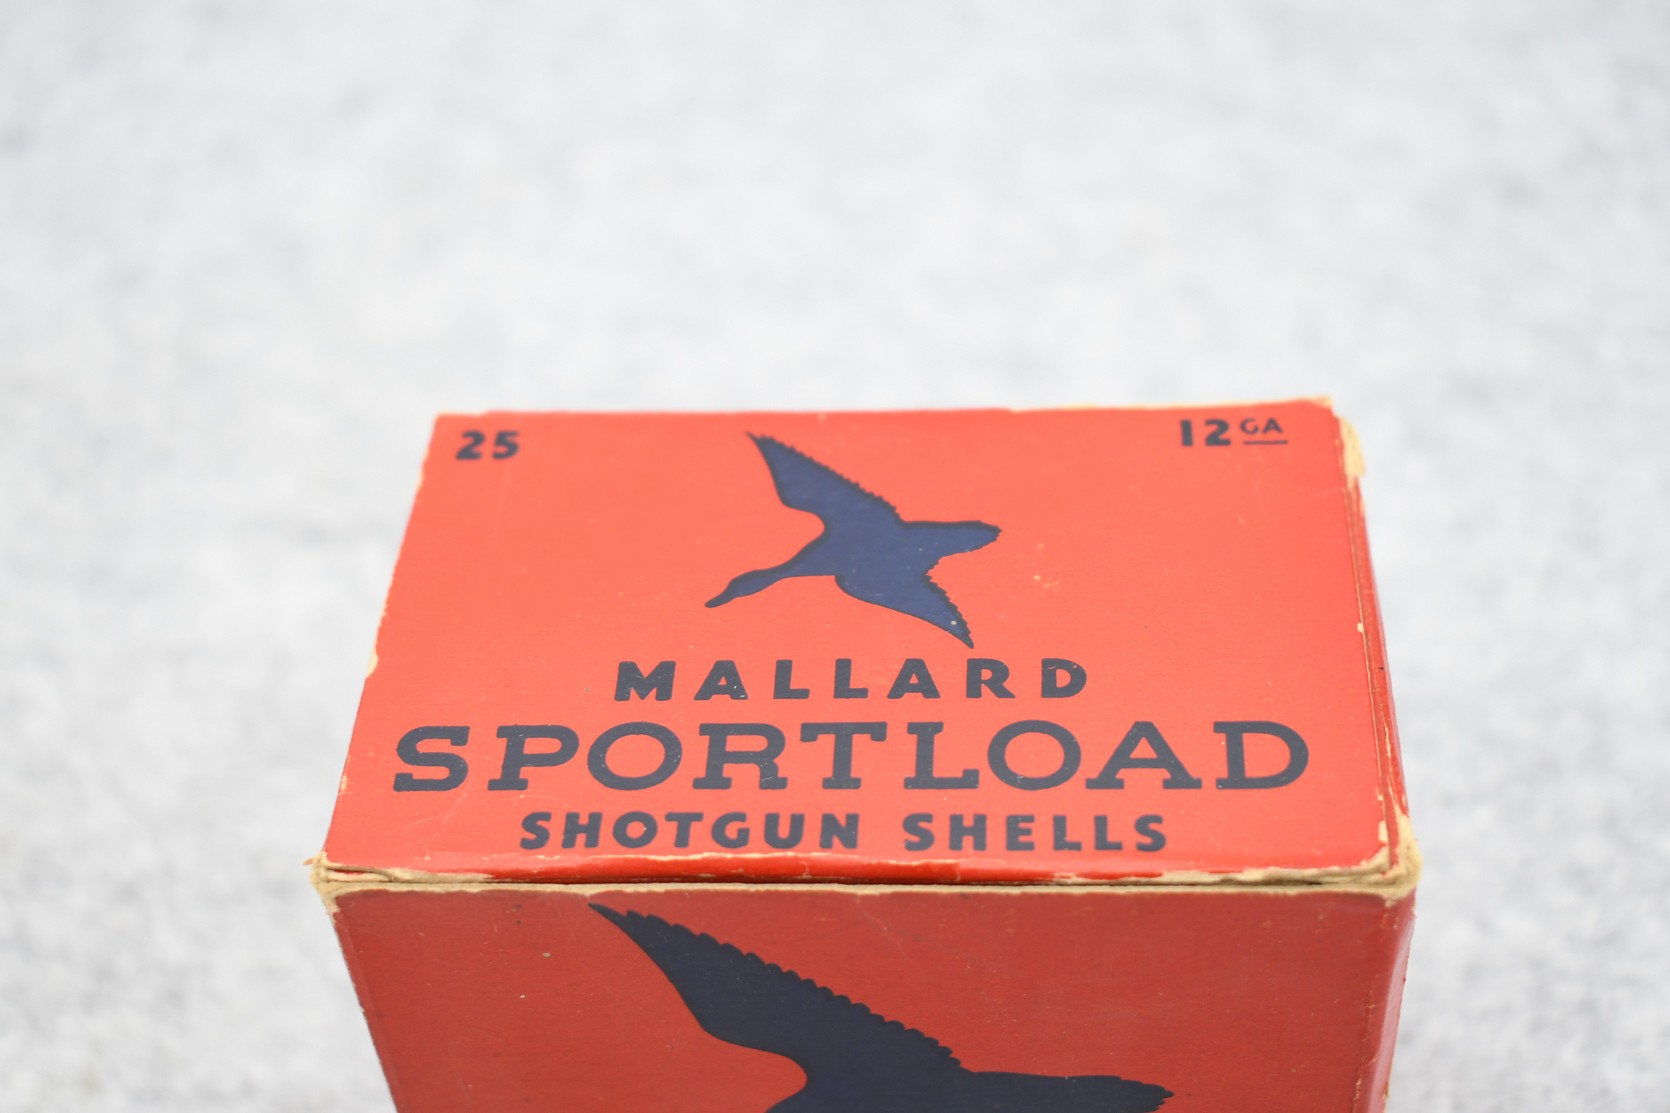 25 12 GA
MALLARD
SPORTLOAD
SHOTGUN SHELLS